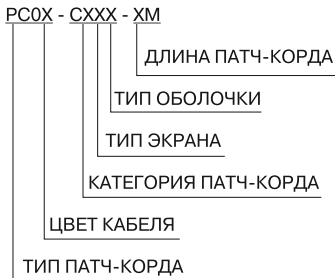 PC0X - CXXX - XM
ДЛИНА ПАТЧ-КОРДА
ТИП ОБОЛОЧКИ
ТИП ЭКРАНА
КАТЕГОРИЯ ПАТЧ-КОРДА
ЦВЕТ КАБЕЛЯ
ТИП ПАТЧ-КОРДА